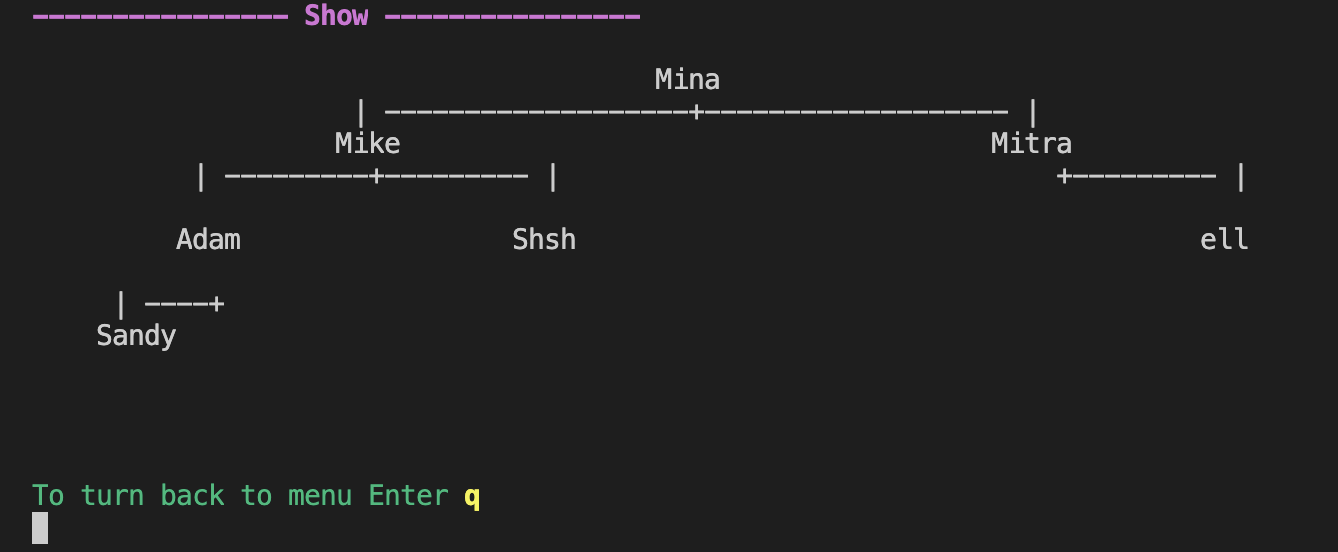 ---------------- Show ----------------
Mina
| -------------------+------------------- |
Mike Mitra
| ---------+--------- | +--------- |
Adam Shsh ell
| ----+
Sandy
To turn back to menu Enter q